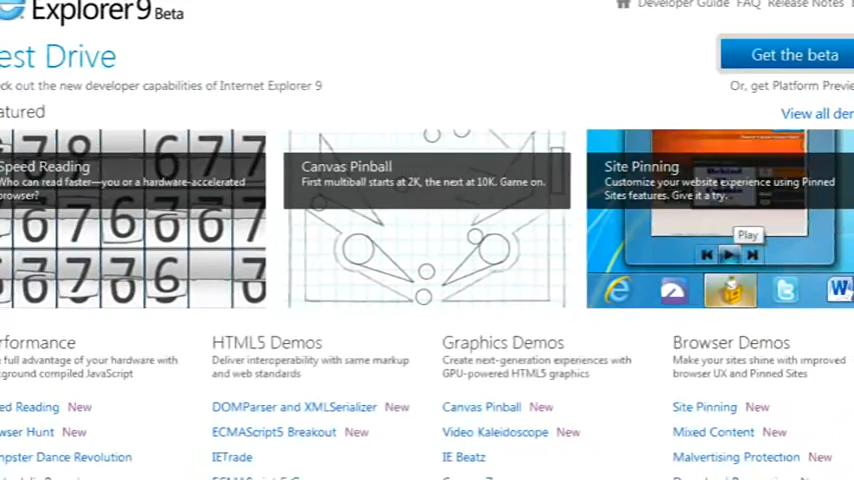 Explorer 9 Beta
Developer Guide FAQ Release Notes
est Drive
Get the beta
ck out the new developer capabilities of Internet Explorer 9
Or, get Platform Previe
atured
View all der
Speed Reading
Who can read faster—you or a hardware-accelerated
browser?
Canvas Pinball
First multiball starts at 2K, the next at 10K. Game on.
Site Pinning
Customize your website experience using Pinned
Sites features. Give it a try...
Play
rformance
full advantage of your hardware with
ground compiled JavaScript
HTML5 Demos
Deliver interoperability with same markup
and web standards
Graphics Demos
Create next-generation experiences with
GPU-powered HTML5 graphics
Browser Demos
Make your sites shine with improved
browser UX and Pinned Sites
ed Reading New
wser Hunt New
mpster Dance Revolution
DOMParser and XMLSerializer New
ECMAScript5 Breakout New
IETrade
Canvas Pinball New
Video Kaleidoscope New
IE Beatz
Site Pinning New
Mixed Content New
Malvertising Protection New